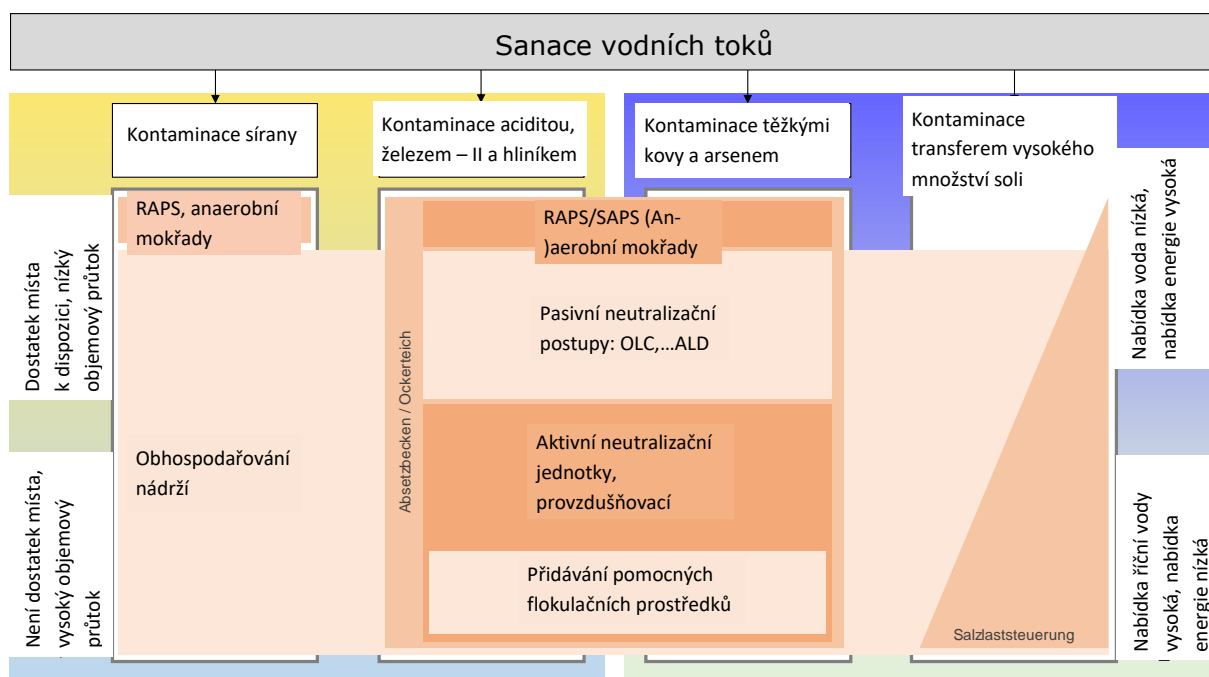 Sanace vodních toků
Kontaminace sírany
Kontaminace aciditou,
železem – II a hliníkem
Kontaminace těžkými
kovy a arsenem
Kontaminace
transferem vysokého
množství soli
Dostatek místa
k dispozici, nízký
objemový průtok
RAPS, anaerobní
mokřady
RAPS/SAPS (An-
)aerobní mokřady
Nabídka voda nízká,
nabídka energie vysoká
Pasivní neutralizační
postupy: OLC,...ALD
Absetzbecken / Ockerteich
Není dostatek místa,
vysoký objemový
průtok
Obhospodařování
nádrží
Aktivní neutralizační
jednotky,
provzdušňovací
Přidávání pomocných
flokulačních prostředků
Salzlaststeuerung
Nabídka říční vody
vysoká, nabídka
energie nízká